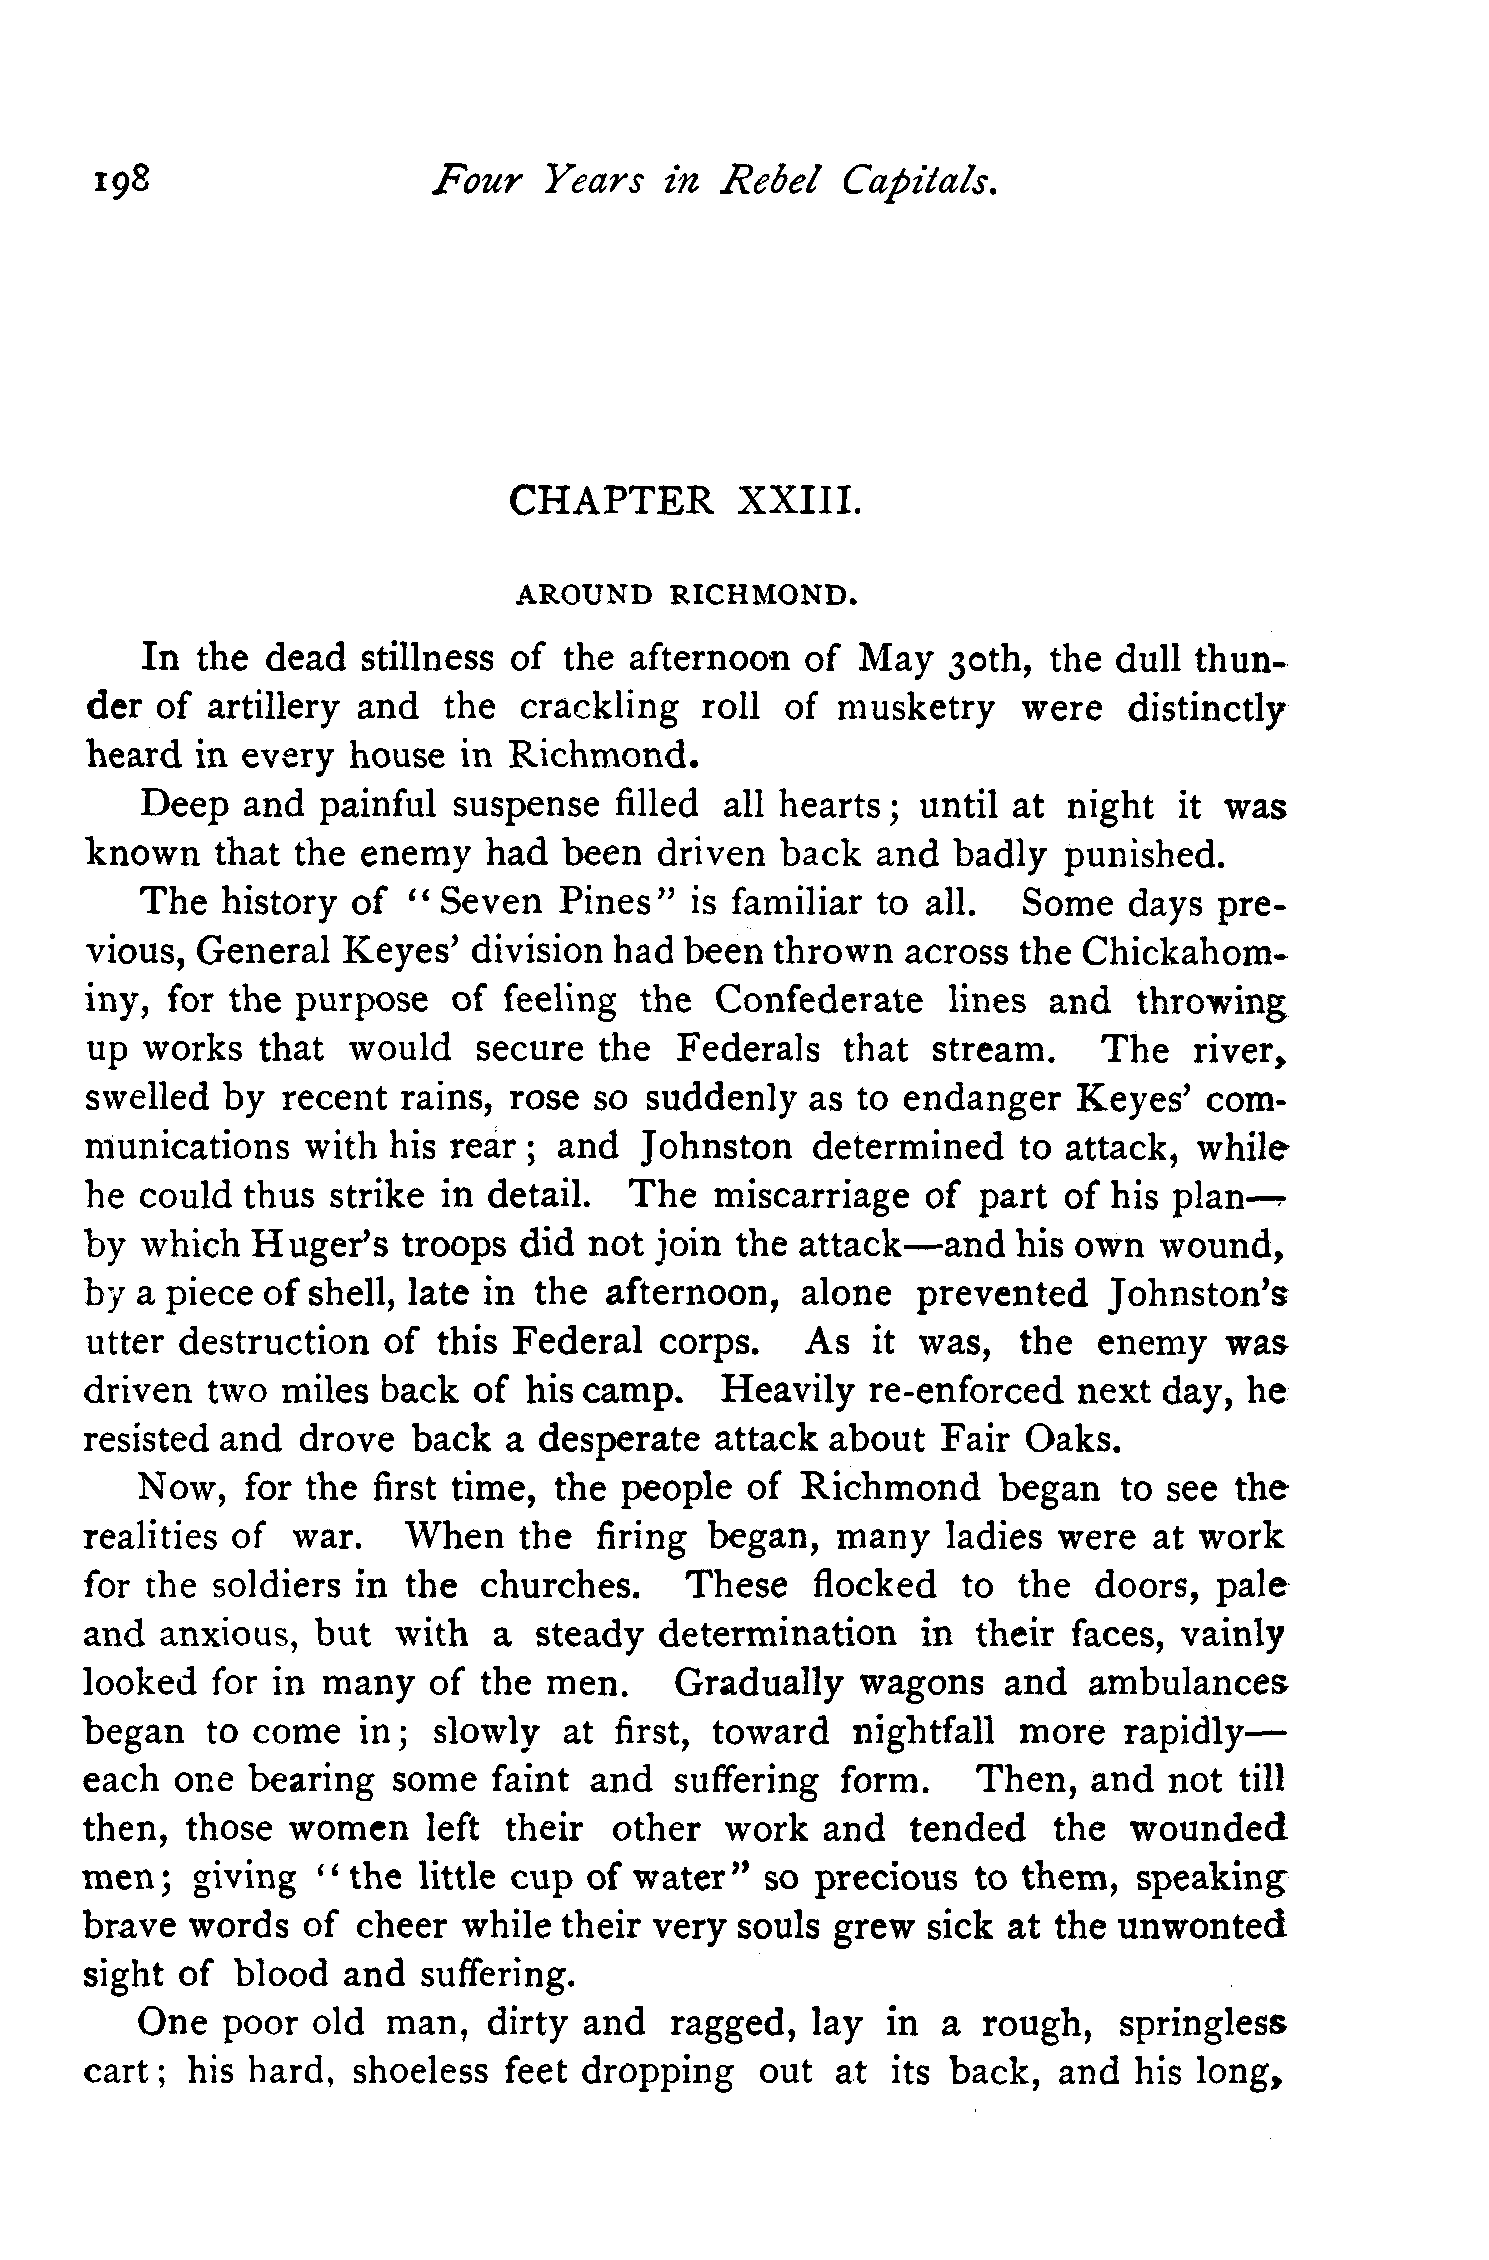 198 Four Years in Rebel Capitals.
CHAPTER XXIII.
AROUND RICHMOND.
In the dead stillness of the afternoon of May 30th, the dull thun-
der of artillery and the crackling roll of musketry were distinctly
heard in every house in Richmond.
Deep and painful suspense filled all hearts; until at night it was
known that the enemy had been driven back and badly punished.
The history of "Seven Pines" is familiar to all. Some days pre-
vious, General Keyes' division had been thrown across the Chickahom-
iny, for the purpose of feeling the Confederate lines and throwing
up works that would secure the Federals that stream. The river,
swelled by recent rains, rose so suddenly as to endanger Keyes' com-
munications with his rear; and Johnston determined to attack, while
he could thus strike in detail. The miscarriage of part of his plan—
by which Huger's troops did not join the attack—and his own wound,
by a piece of shell, late in the afternoon, alone prevented Johnston's
utter destruction of this Federal corps. As it was, the enemy was
driven two miles back of his camp. Heavily re-enforced next day, he
resisted and drove back a desperate attack about Fair Oaks.
Now, for the first time, the people of Richmond began to see the
realities of war. When the firing began, many ladies were at work
for the soldiers in the churches. These flocked to the doors, pale
and anxious, but with a steady determination in their faces, vainly
looked for in many of the men. Gradually wagons and ambulances
began to come in; slowly at first, toward nightfall more rapidly—
each one bearing some faint and suffering form. Then, and not till
then, those women left their other work and tended the wounded
men; giving "the little cup of water" so precious to them, speaking
brave words of cheer while their very souls grew sick at the unwonted
sight of blood and suffering.
One poor old man, dirty and ragged, lay in a rough, springless
cart; his hard, shoeless feet dropping out at its back, and his long,